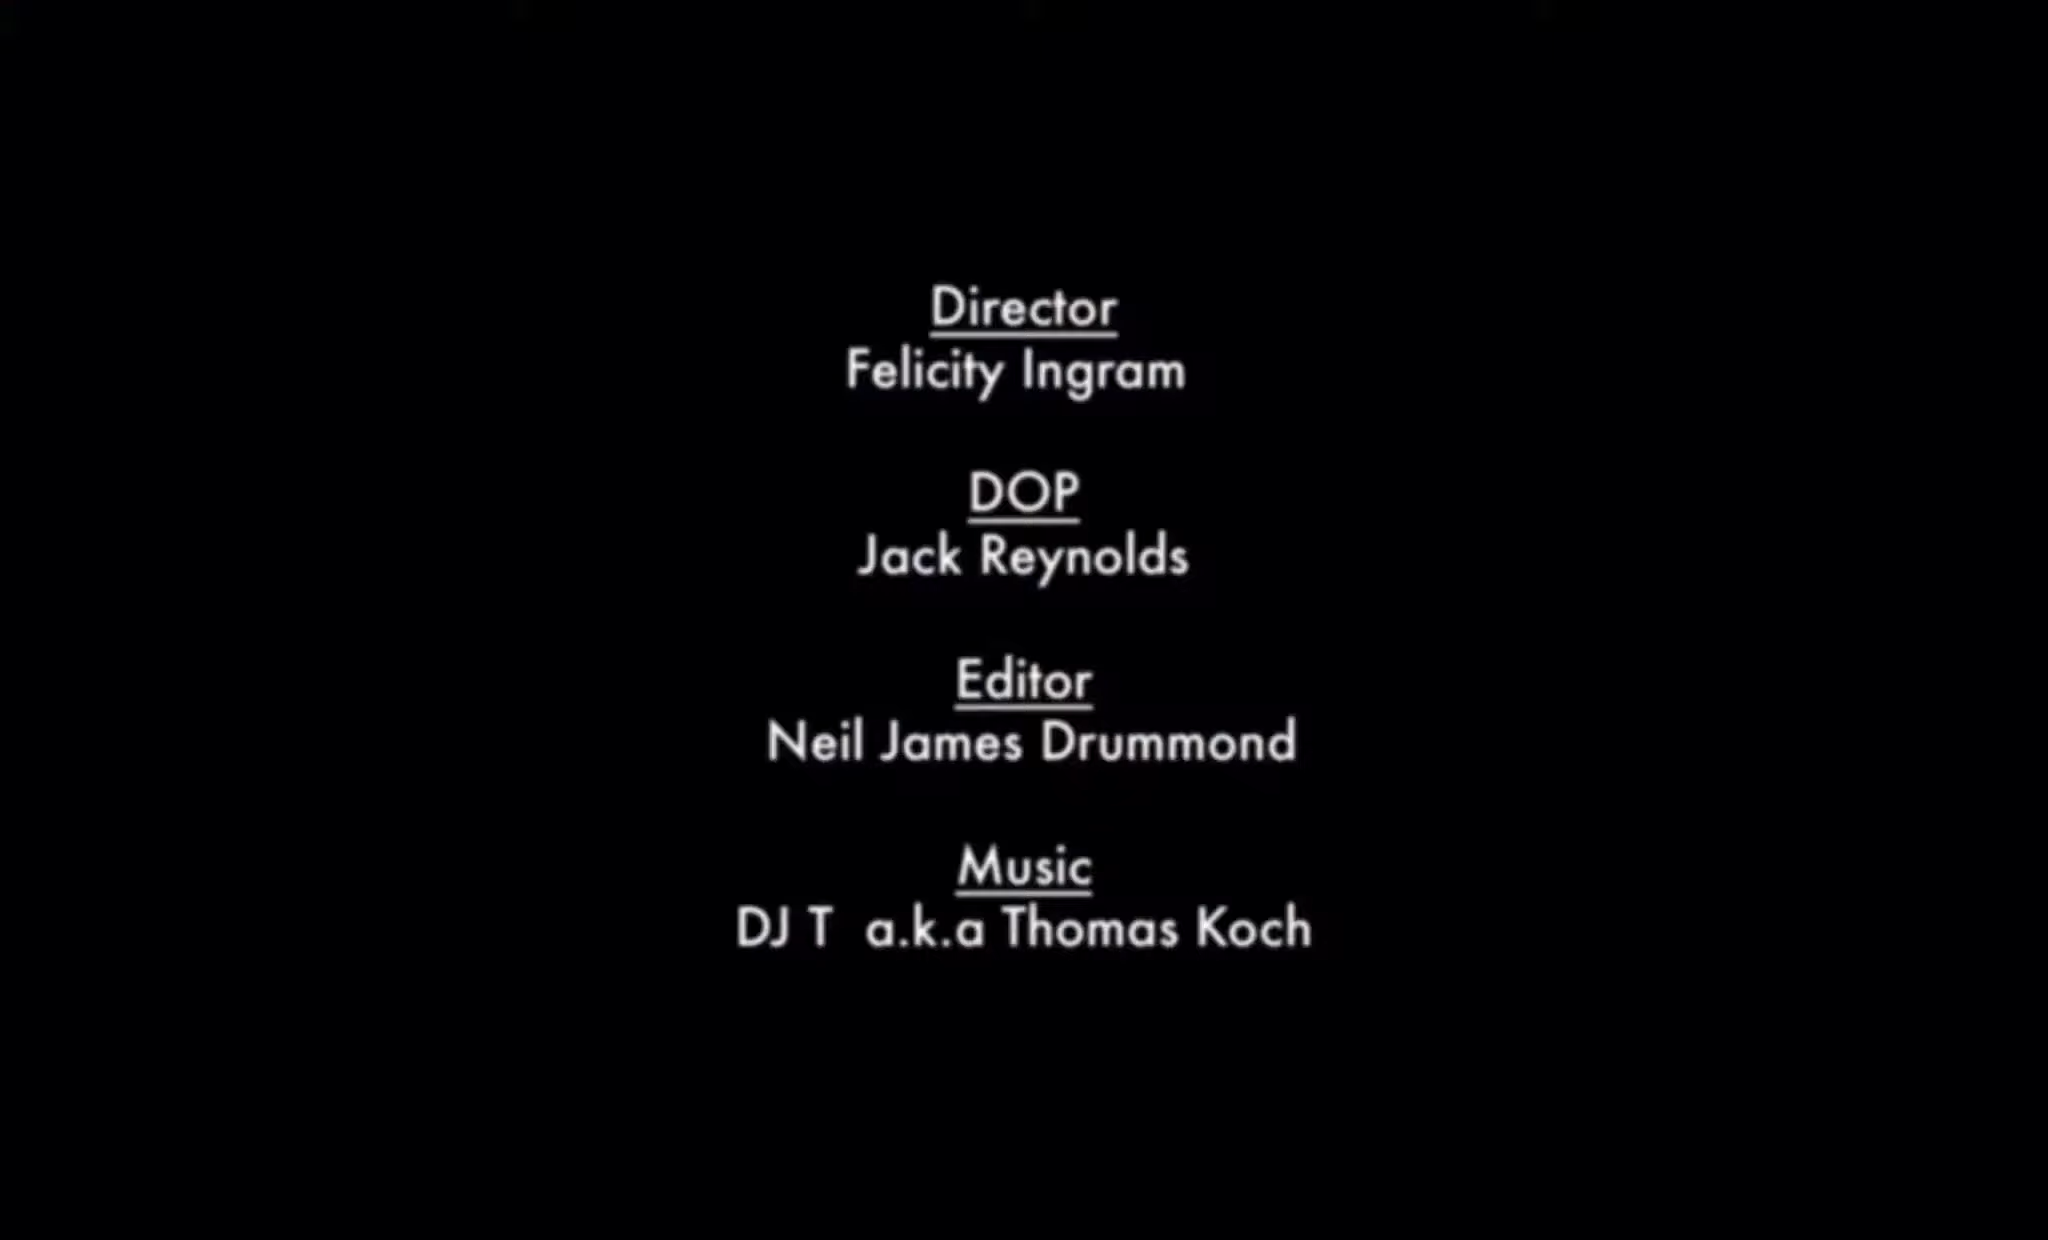 Director
Felicity Ingram
DOP
Jack Reynolds
Editor
Neil James Drummond
Music
DJ T  a.k.a Thomas Koch